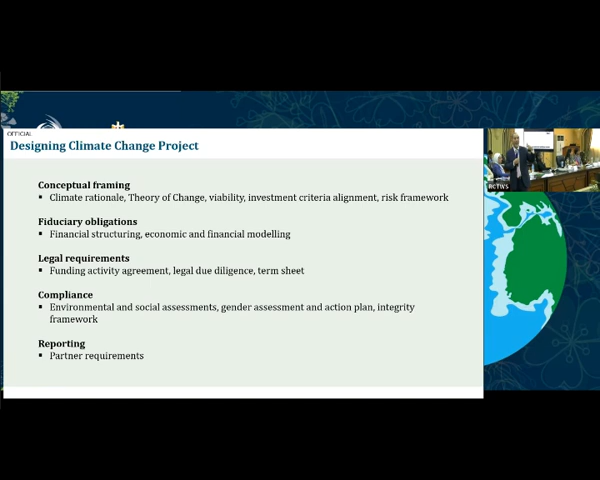 OFFICIAL
Designing Climate Change Project
Conceptual framing
▪ Climate rationale, Theory of Change, viability, investment criteria alignment, risk framework
Fiduciary obligations
▪ Financial structuring, economic and financial modelling
Legal requirements
▪ Funding activity agreement, legal due diligence, term sheet
Compliance
▪ Environmental and social assessments, gender assessment and action plan, integrity
framework
Reporting
▪ Partner requirements